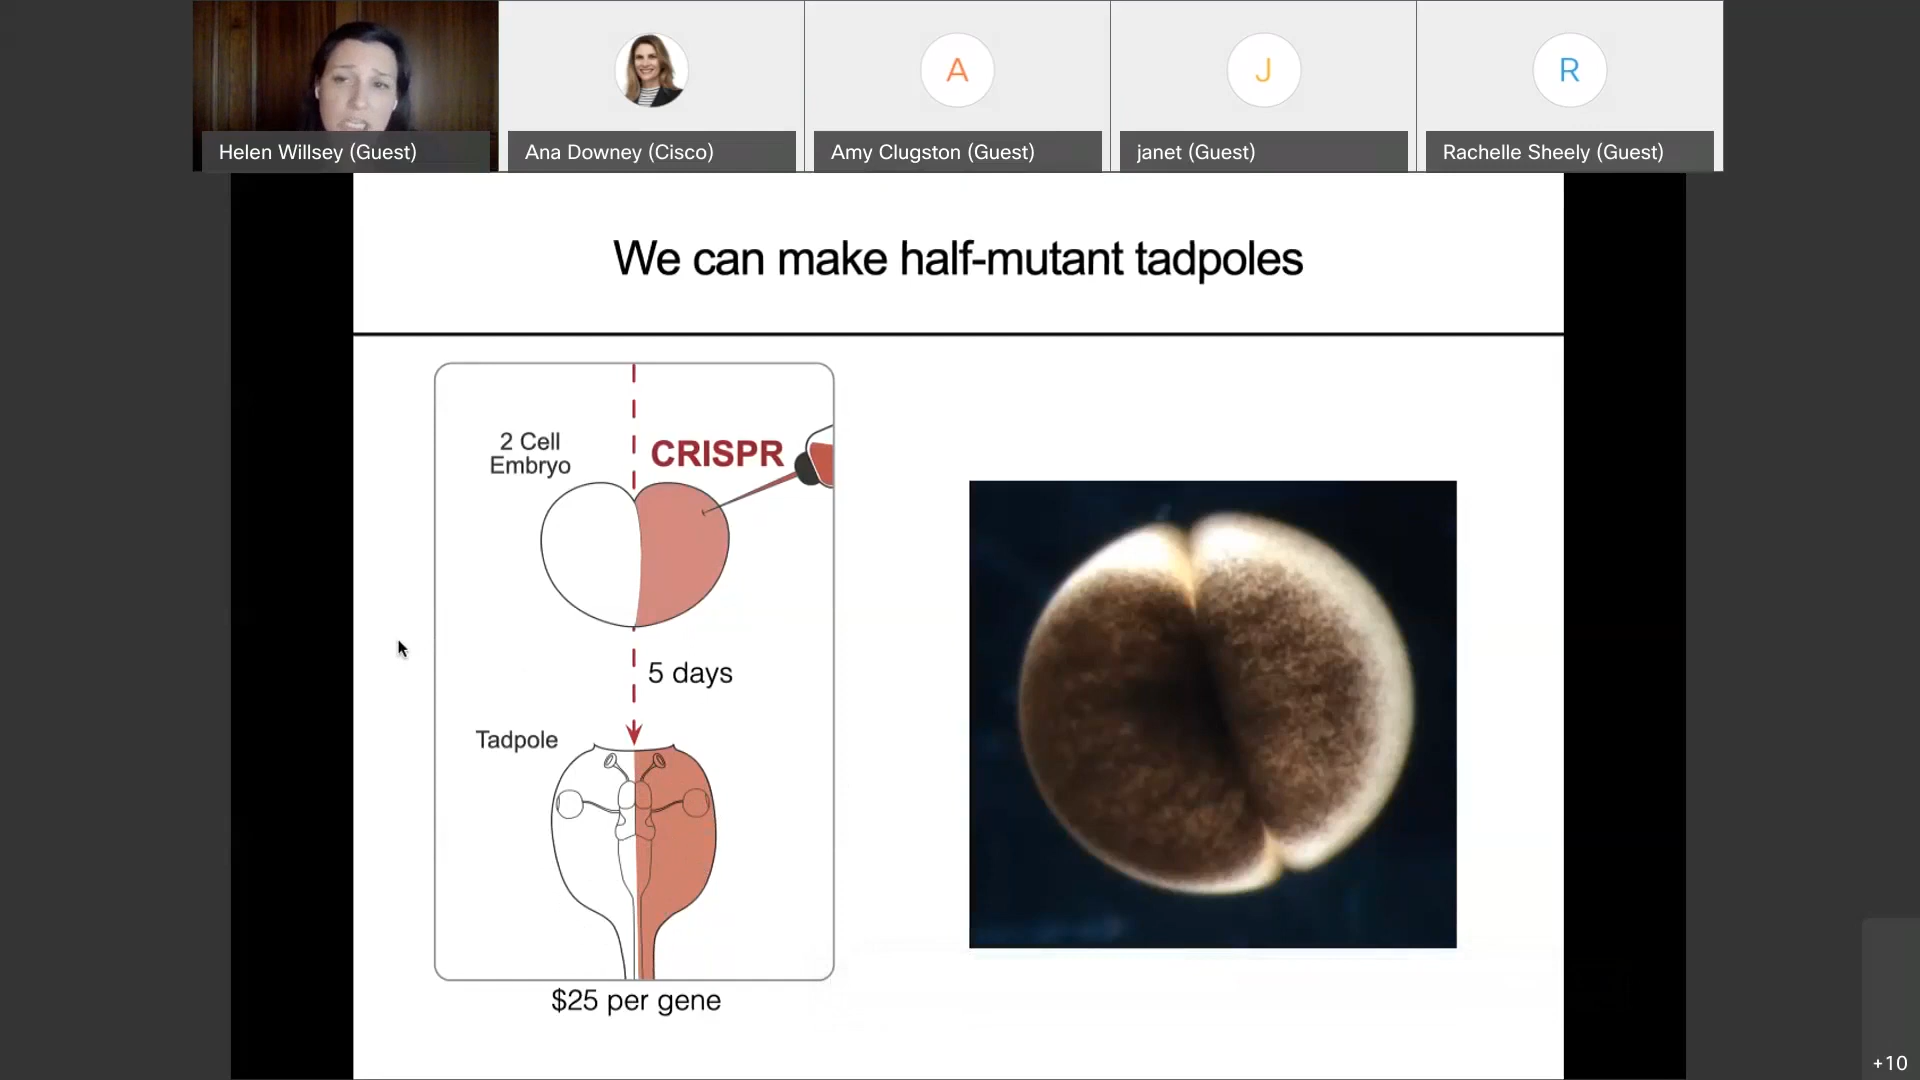 Helen Willsey (Guest)
Ana Downey (Cisco)
A
Amy Clugston (Guest)
J
janet (Guest)
R
Rachelle Sheely (Guest)
We can make half-mutant tadpoles
2 Cell
Embryo
CRISPR
5 days
Tadpole
$25 per gene
+10